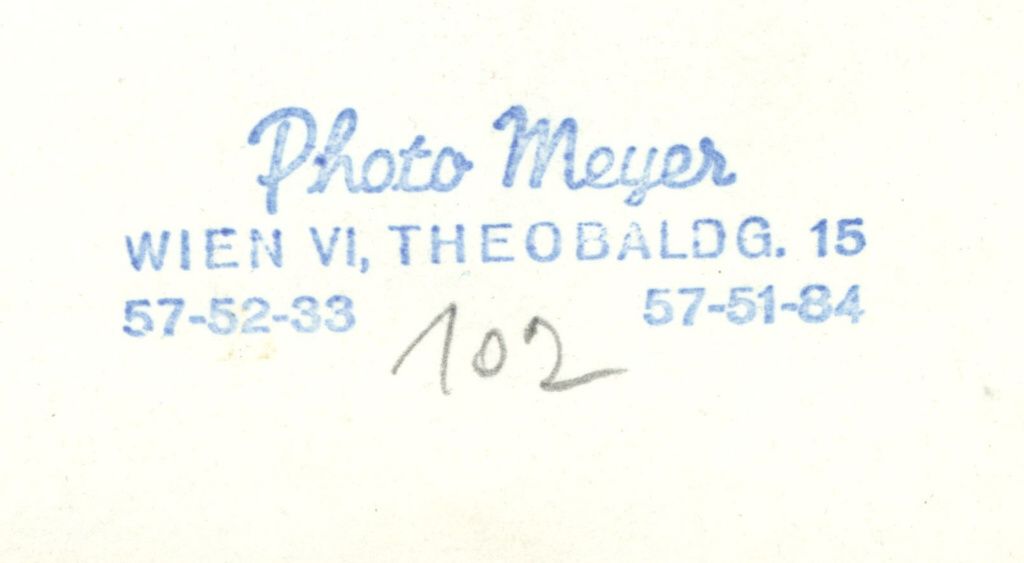 Photo Meyer
WIEN VI, THEOBALDG. 15
57-52-33 57-51-84
102